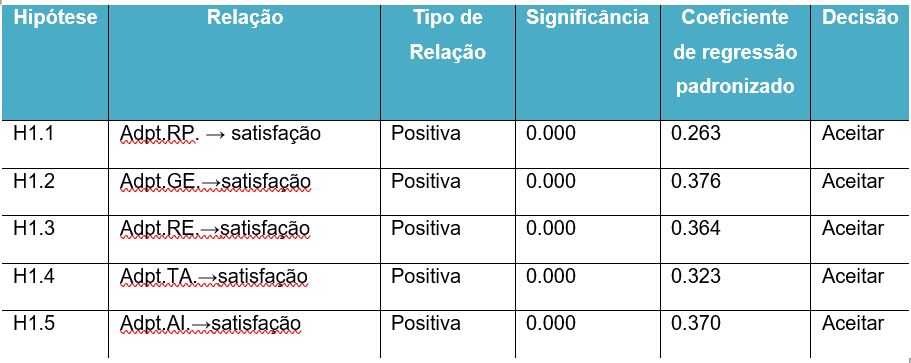 Hipótese Relação Tipo de Relação Significância Coeficiente de regressão padronizado Decisão
H1.1 Adpt.RP. → satisfação Positiva 0.000 0.263 Aceitar
H1.2 Adpt.GE.→satisfação Positiva 0.000 0.376 Aceitar
H1.3 Adpt.RE.→satisfação Positiva 0.000 0.364 Aceitar
H1.4 Adpt.TA.→satisfação Positiva 0.000 0.323 Aceitar
H1.5 Adpt.AI.→satisfação Positiva 0.000 0.370 Aceitar